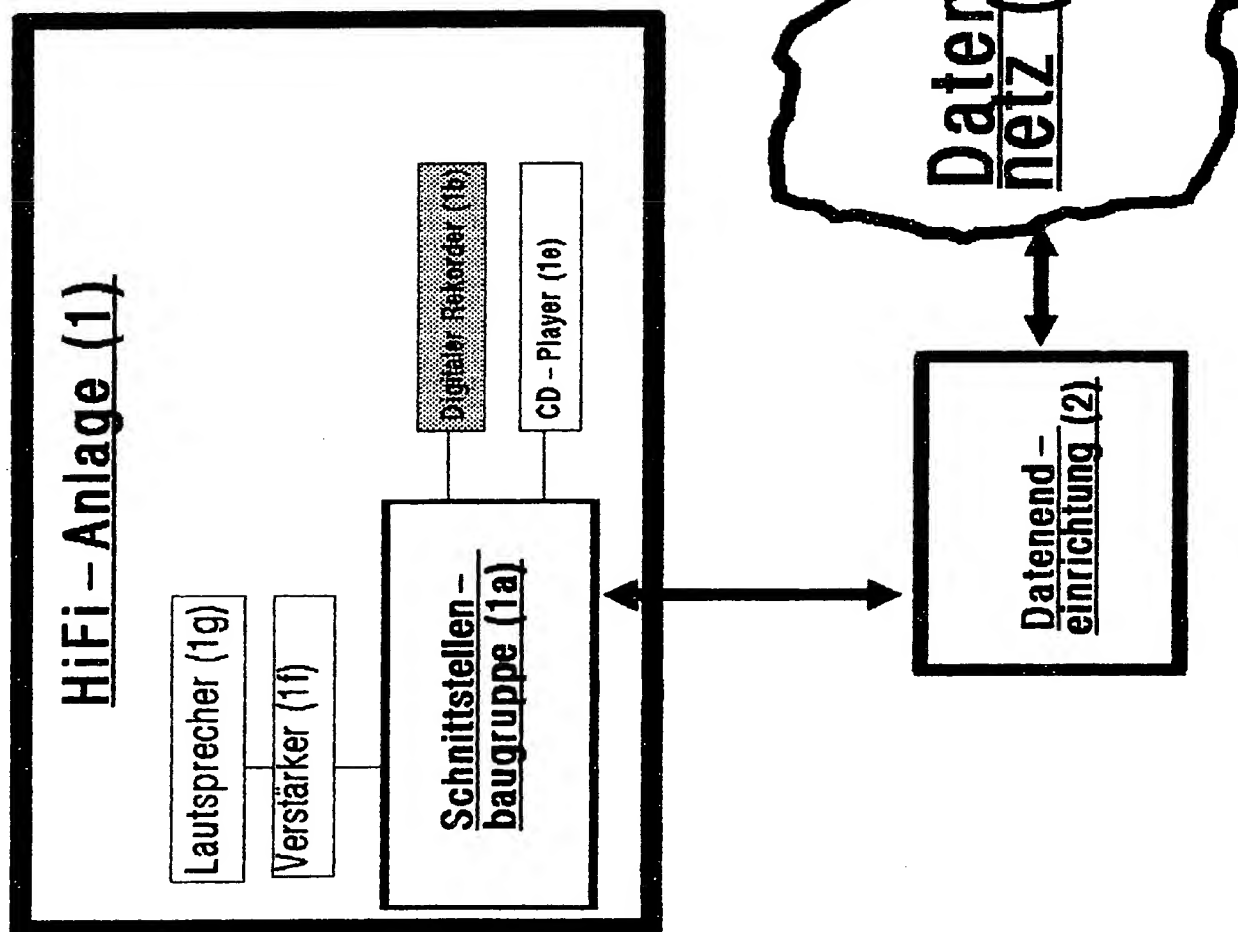 HiFi – Anlage (1)
Lautsprecher (1g)
Verstärker (1f)
Schnittstellen –
baugruppe (1a)
Digitaler Rekorder (1b)
CD – Player (1e)
Datenend –
einrichtung (2)
Daten
netz (